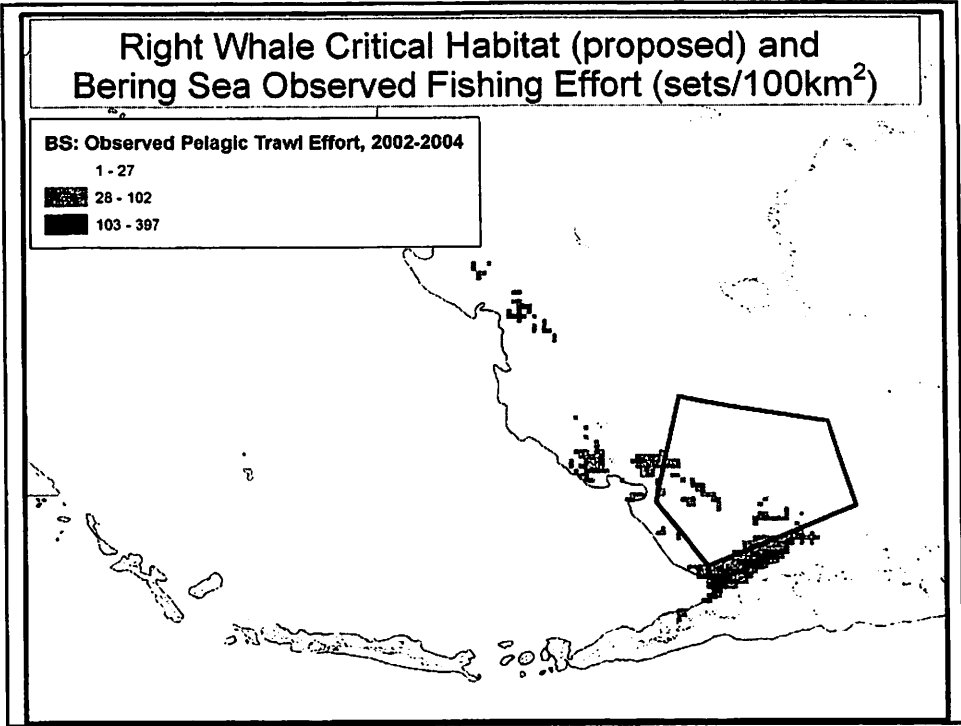 Right Whale Critical Habitat (proposed) and
Bering Sea Observed Fishing Effort (sets/100km²)
BS: Observed Pelagic Trawl Effort, 2002-2004
1 - 27
28 - 102
103 - 397